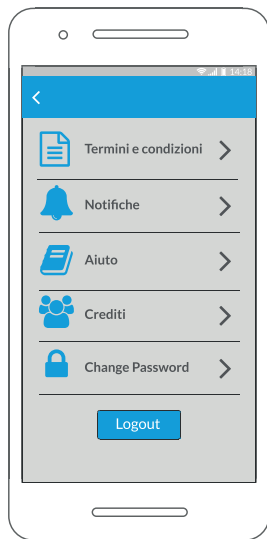 14:18
Termini e condizioni
Notifiche
Aiuto
Crediti
Change Password
Logout